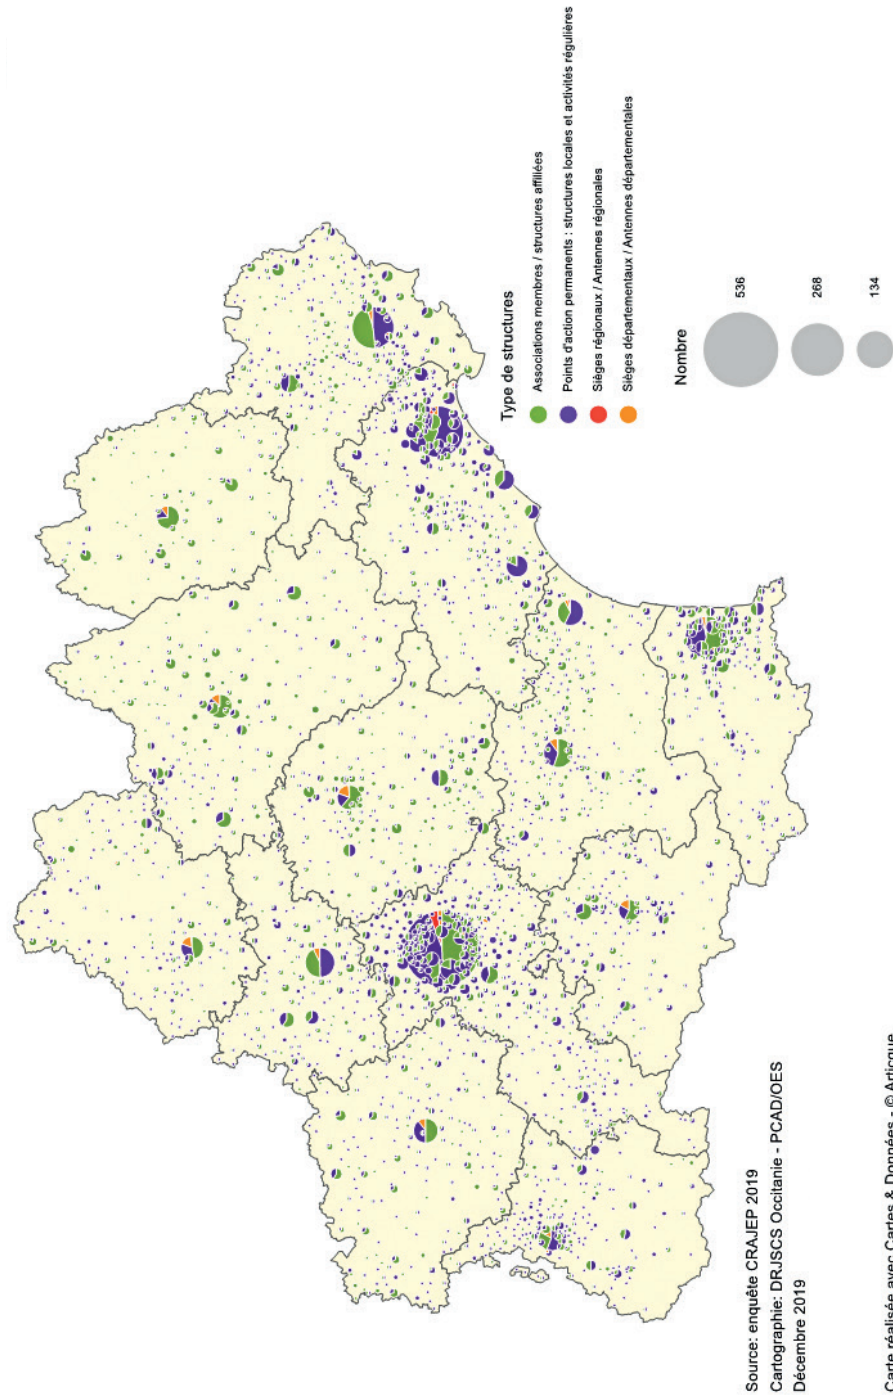 Type de structures
Associations membres / structures affiliées
Points d'action permanents : structures locales et activités régulières
Sièges régionaux / Antennes régionales
Sièges départementaux / Antennes départementales
Nombre
536
268
134
Source: enquête CRAJEP 2019
Cartographie: DRJSCS Occitanie - PCAD/OES
Décembre 2019
Carte réalisée avec Cartes & Données - © Articque